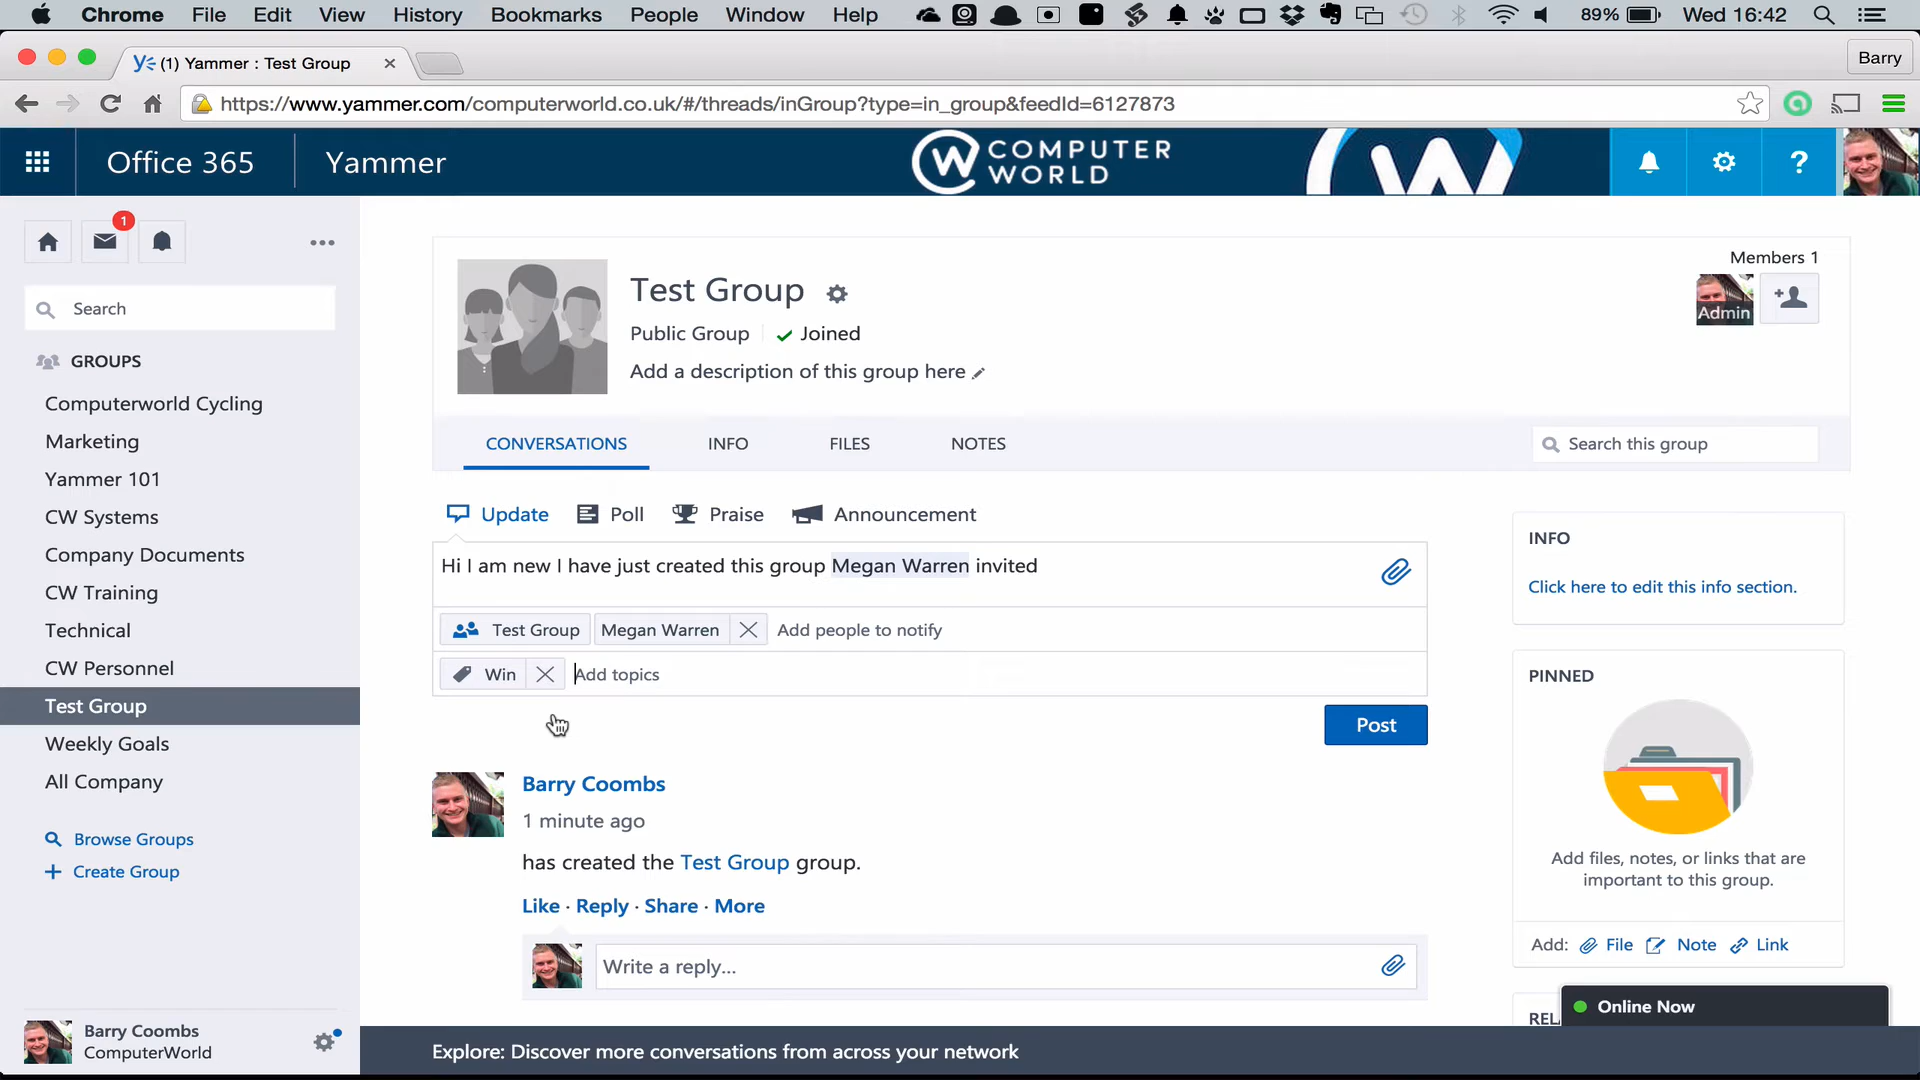 Chrome File Edit View History Bookmarks People Window Help 89% Wed 16:42
(1) Yammer : Test Group
Barry
https://www.yammer.com/computerworld.co.uk/#/threads/inGroup?type=in_group&feedId=6127873
Office 365 Yammer
COMPUTER
WORLD
?
1
Search
GROUPS
Computerworld Cycling
Marketing
Yammer 101
CW Systems
Company Documents
CW Training
Technical
CW Personnel
Test Group
Weekly Goals
All Company
Browse Groups
+ Create Group
Barry Coombs
ComputerWorld
Test Group
Public Group Joined
Add a description of this group here
Members 1
Admin
CONVERSATIONS INFO FILES NOTES
Search this group
Update Poll Praise Announcement
Hi I am new I have just created this group Megan Warren invited
Test Group Megan Warren Add people to notify
Win Add topics
Post
Barry Coombs
1 minute ago
has created the Test Group group.
Like · Reply · Share · More
Write a reply...
INFO
Click here to edit this info section.
PINNED
Add files, notes, or links that are
important to this group.
Add: File Note Link
REL
Online Now
Explore: Discover more conversations from across your network